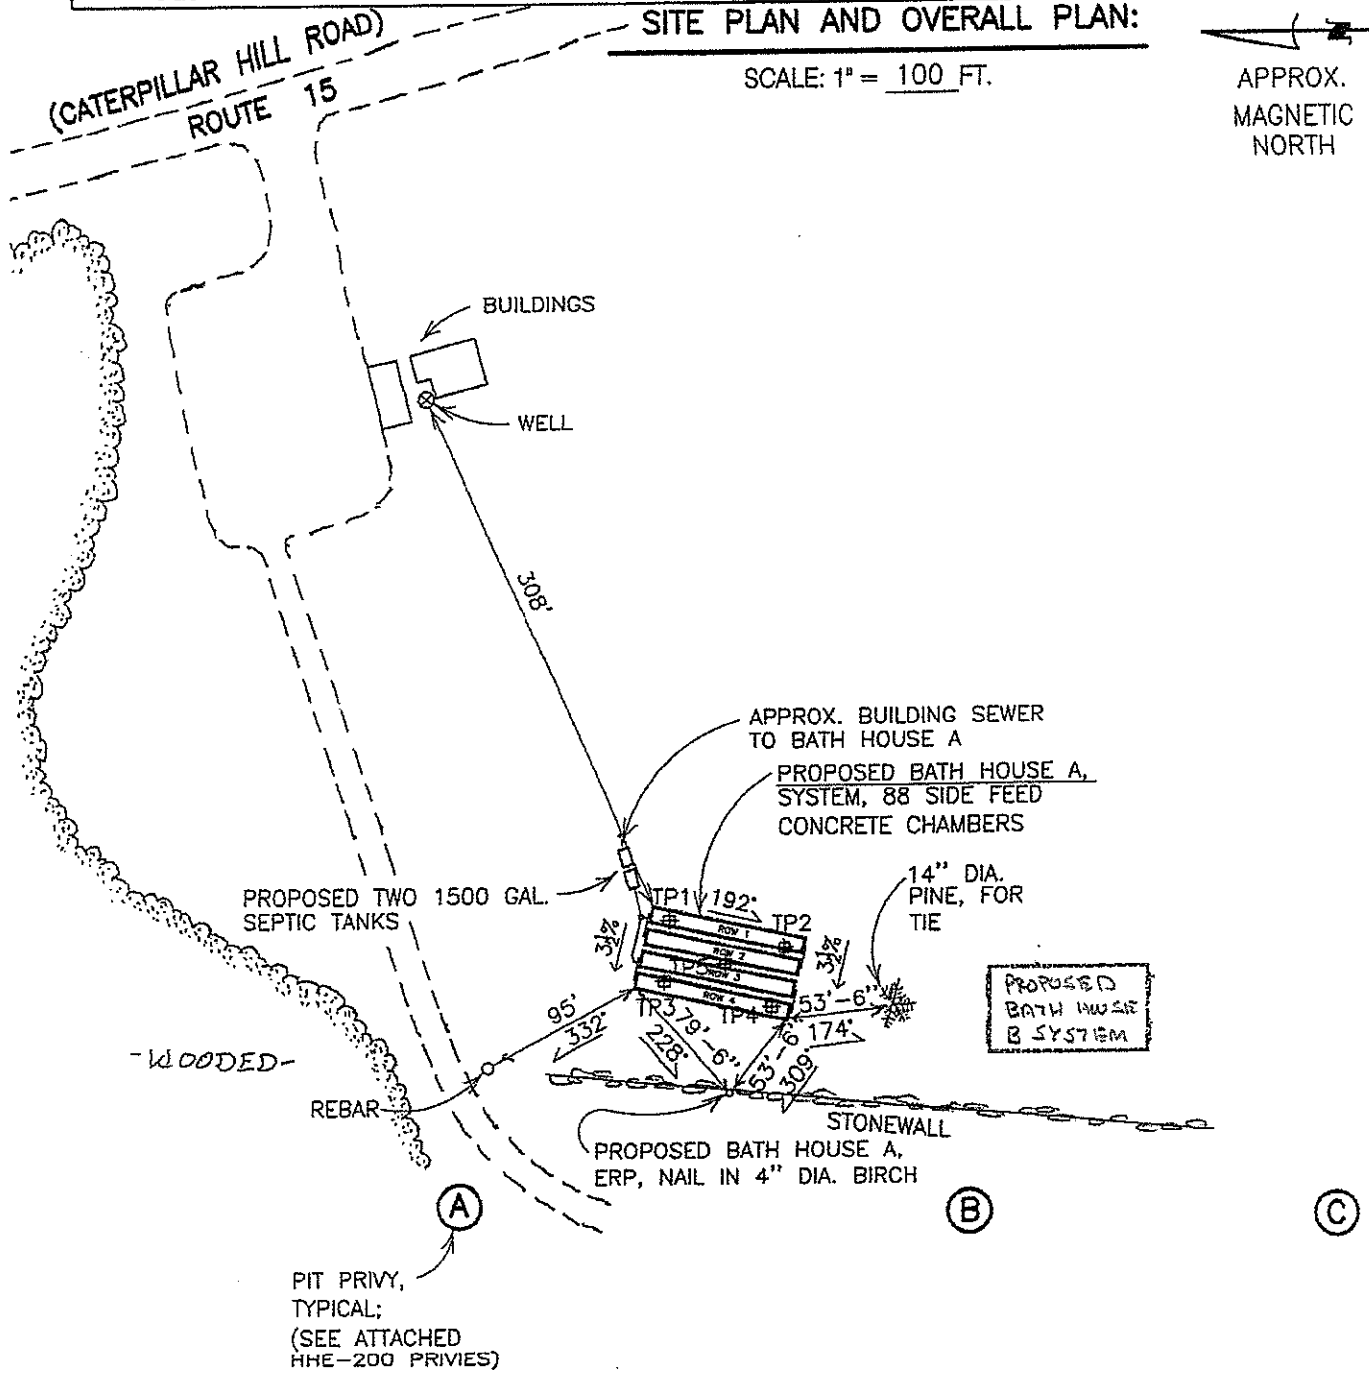 SITE PLAN AND OVERALL PLAN:
SCALE: 1" = 100 FT.
APPROX.
MAGNETIC
NORTH
(CATERPILLAR HILL ROAD)
ROUTE 15
BUILDINGS
WELL
308'
APPROX. BUILDING SEWER
TO BATH HOUSE A
PROPOSED BATH HOUSE A,
SYSTEM, 88 SIDE FEED
CONCRETE CHAMBERS
14" DIA.
PINE, FOR
TIE
PROPOSED TWO 1500 GAL.
SEPTIC TANKS
TP1
192°
TP2
ROW 1
ROW 2
TP5
ROW 3
ROW 4
3½%
3½%
TP3
TP4
53'-6"
174°
79'-6"
228°
53'-6"
309°
95'
332°
PROPOSED
BATH HOUSE
B SYSTEM
-WOODED-
REBAR
STONEWALL
PROPOSED BATH HOUSE A,
ERP, NAIL IN 4" DIA. BIRCH
A
B
C
PIT PRIVY,
TYPICAL;
(SEE ATTACHED
HHE-200 PRIVIES)